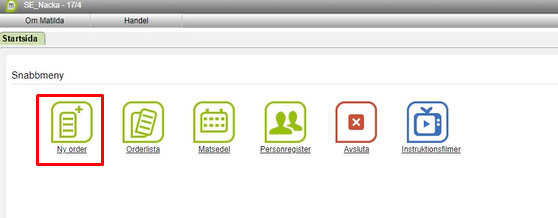 m SE_Nacka - 17/4
Om Matilda Handel
Startsida
Snabbmeny
Ny order Orderlista Matsedel Personregister Avsluta Instruktionsfilmer